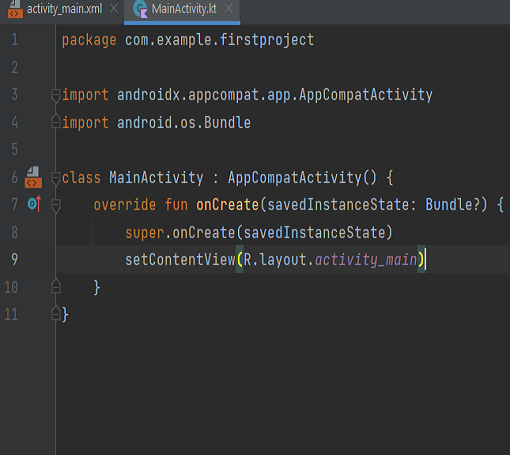 activity_main.xml MainActivity.kt
1 package com.example.firstproject
2
3 import androidx.appcompat.app.AppCompatActivity
4 import android.os.Bundle
5
6 class MainActivity : AppCompatActivity() {
7 override fun onCreate(savedInstanceState: Bundle?) {
8 super.onCreate(savedInstanceState)
9 setContentView(R.layout.activity_main)
10 }
11 }